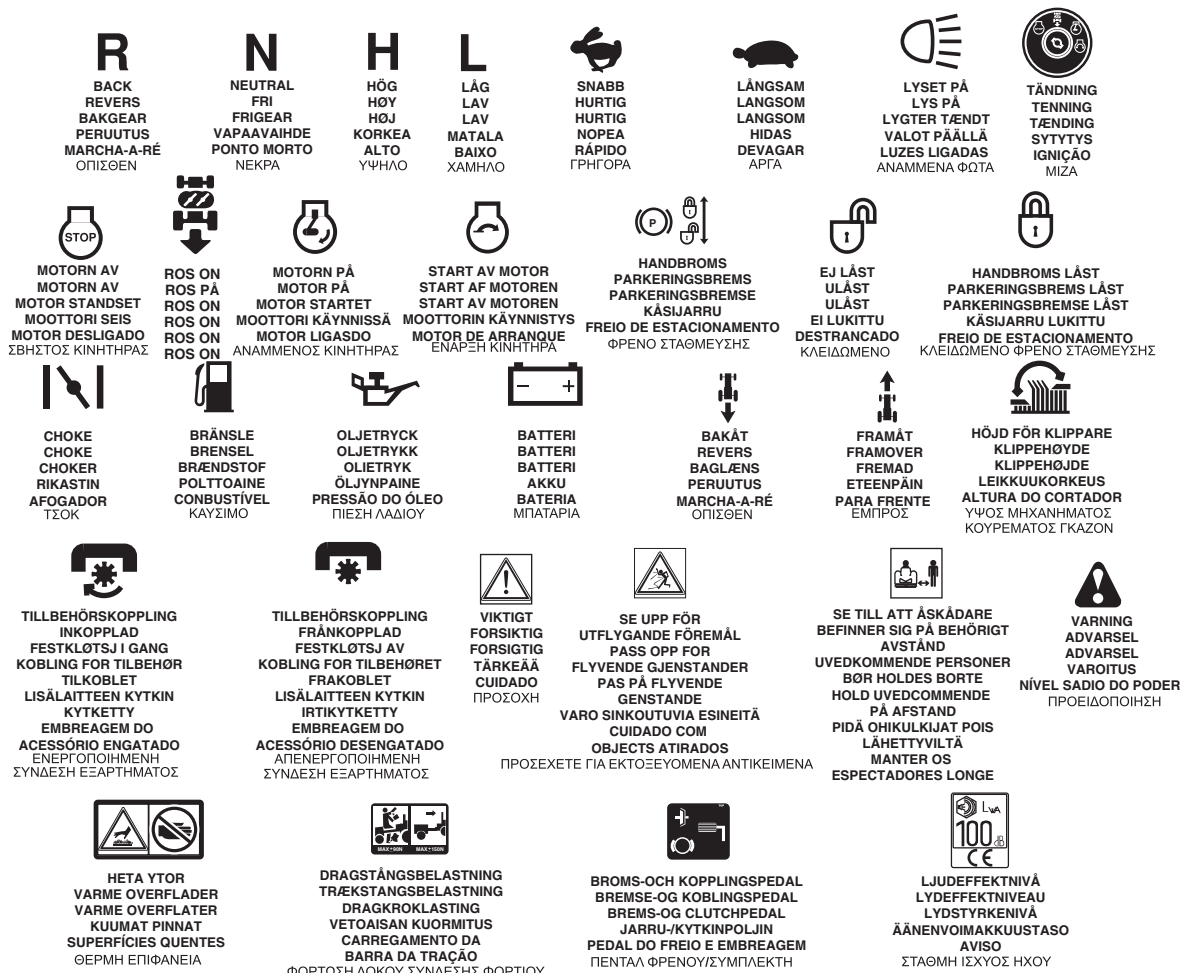 R
BACK
REVERS
BAKGEAR
PERUUTUS
MARCHA-A-RÉ
ΟΠΙΣΘΕΝ
N
NEUTRAL
FRI
FRIGEAR
VAPAAVAIHDE
PONTO MORTO
ΝΕΚΡΑ
H
HÖG
HØY
HØJ
KORKEA
ALTO
ΥΨΗΛΟ
L
LÅG
LAV
LAV
MATALA
BAIXO
ΧΑΜΗΛΟ
SNABB
HURTIG
HURTIG
NOPEA
RÁPIDO
ΓΡΗΓΟΡΑ
LÅNGSAM
LANGSOM
LANGSOM
HIDAS
DEVAGAR
ΑΡΓΑ
LYSET PÅ
LYS PÅ
LYGTER TÆNDT
VALOT PÄÄLLÄ
LUZES LIGADAS
ΑΝΑΜΜΕΝΑ ΦΩΤΑ
TÄNDNING
TENNING
TÆNDING
SYTYTYS
IGNIÇÃO
ΜΙΖΑ
STOP
MOTORN AV
MOTORN AV
MOTOR STANDSET
MOOTTORI SEIS
MOTOR DESLIGADO
ΣΒΗΣΤΟΣ ΚΙΝΗΤΗΡΑΣ
ROS ON
ROS PÅ
ROS ON
ROS ON
ROS ON
ROS ON
MOTORN PÅ
MOTOR PÅ
MOTOR STARTET
MOOTTORI KÄYNNISSÄ
MOTOR LIGASDO
ΑΝΑΜΜΕΝΟΣ ΚΙΝΗΤΗΡΑΣ
START AV MOTOR
START AF MOTOREN
START AV MOTOREN
MOOTTORIN KÄYNNISTYS
MOTOR DE ARRANQUE
ΕΝΑΡΞΗ ΚΙΝΗΤΗΡΑ
P
HANDBROMS
PARKERINGSBREMS
PARKERINGSBREMSE
KÅSIJARRU
FREIO DE ESTACIONAMENTO
ΦΡΕΝΟ ΣΤΑΘΜΕΥΣΗΣ
EJ LÅST
ULÅST
ULÅST
EI LUKITTU
DESTRANCADO
ΚΛΕΙΔΩΜΕΝΟ
HANDBROMS LÅST
PARKERINGSBREMS LÅST
PARKERINGSBREMSE LÅST
KÄSIJARRU LUKITTU
FREIO DE ESTACIONAMENTO
ΚΛΕΙΔΩΜΕΝΟ ΦΡΕΝΟ ΣΤΑΘΜΕΥΣΗΣ
CHOKE
CHOKE
CHOKER
RIKASTIN
AFOGADOR
ΤΣΟΚ
BRÄNSLE
BRENSEL
BRÆNDSTOF
POLTTOAINE
CONBUSTÍVEL
ΚΑΥΣΙΜΟ
OLJETRYCK
OLJETRYKK
OLIETRYK
ÖLJYNPAINE
PRESSÃO DO ÓLEO
ΠΙΕΣΗ ΛΑΔΙΟΥ
BATTERI
BATTERI
BATTERI
AKKU
BATERIA
ΜΠΑΤΑΡΙΑ
BAKÅT
REVERS
BAGLÆNS
PERUUTUS
MARCHA-A-RÉ
ΟΠΙΣΘΕΝ
FRAMÅT
FRAMOVER
FREMAD
ETEENPÄIN
PARA FRENTE
ΕΜΠΡΟΣ
HÖJD FÖR KLIPPARE
KLIPPEHØYDE
KLIPPEHØJDE
LEIKKUUKORKEUS
ALTURA DO CORTADOR
ΥΨΟΣ ΜΗΧΑΝΗΜΑΤΟΣ
ΚΟΥΡΕΜΑΤΟΣ ΓΚΑΖΟΝ
TILLBEHÖRSKOPPLING
INKOPPLAD
FESTKLØTSJ I GANG
KOBLING FOR TILBEHØR
TILKOBLET
LISÄLAITTEEN KYTKIN
KYTKETTY
EMBREAGEM DO
ACESSÓRIO ENGATADO
ΕΝΕΡΓΟΠΟΙΗΜΕΝΗ
ΣΥΝΔΕΣΗ ΕΞΑΡΤΗΜΑΤΟΣ
TILLBEHÖRSKOPPLING
FRÅNKOPPLAD
FESTKLØTSJ AV
KOBLING FOR TILBEHØRET
FRAKOBLET
LISÄLAITTEEN KYTKIN
IRTIKYTKETTY
EMBREAGEM DO
ACESSÓRIO DESENGATADO
ΑΠΕΝΕΡΓΟΠΟΙΗΜΕΝΗ
ΣΥΝΔΕΣΗ ΕΞΑΡΤΗΜΑΤΟΣ
VIKTIGT
FORSIKTIG
FORSIGTIG
TÄRKEÄÄ
CUIDADO
ΠΡΟΣΟΧΗ
SE UPP FÖR
UTFLYGANDE FÖREMÅL
PASS OPP FOR
FLYVENDE GJENSTANDER
PAS PÅ FLYVENDE
GENSTANDE
VARO SINKOUTUVIA ESINEITÄ
CUIDADO COM
OBJECTS ATIRADOS
ΠΡΟΣΕΧΕΤΕ ΓΙΑ ΕΚΤΟΞΕΥΟΜΕΝΑ ΑΝΤΙΚΕΙΜΕΝΑ
SE TILL ATT ÅSKÅDARE
BEFINNER SIG PÅ BEHÖRIGT
AVSTÅND
UVEDKOMMENDE PERSONER
BØR HOLDES BORTE
HOLD UVEDCOMMENDE
PÅ AFSTAND
PIDÄ OHIKULKIJAT POIS
LÄHETTYVILTÄ
MANTER OS
ESPECTADORES LONGE
VARNING
ADVARSEL
ADVARSEL
VAROITUS
NÍVEL SADIO DO PODER
ΠΡΟΕΙΔΟΠΟΙΗΣΗ
HETA YTOR
VARME OVERFLADER
VARME OVERFLATER
KUUMAT PINNAT
SUPERFÍCIES QUENTES
ΘΕΡΜΗ ΕΠΙΦΑΝΕΙΑ
MAX=90N MAX=150N
DRAGSTÅNGSBELASTNING
TRÆKSTANGSBELASTNING
DRAGKROKLASTING
VETOAISAN KUORMITUS
CARREGAMENTO DA
BARRA DA TRAÇÃO
ΦΟΡΤΩΣΗ ΔΟΚΟΥ ΣΥΝΔΕΣΗΣ ΦΟΡΤΙΟΥ
BROMS-OCH KOPPLINGSPEDAL
BREMSE-OG KOBLINGSPEDAL
BREMS-OG CLUTCHPEDAL
JARRU-/KYTKINPOLJIN
PEDAL DO FREIO E EMBREAGEM
ΠΕΝΤΑΛ ΦΡΕΝΟΥ/ΣΥΜΠΛΕΚΤΗ
LWA
100 dB
CE
LJUDEFFEKTNIVÅ
LYDEFFEKTNIVEAU
LYDSTYRKENIVÅ
ÄÄNENVOIMAKKUUSTASO
AVISO
ΣΤΑΘΜΗ ΙΣΧΥΟΣ ΗΧΟΥ